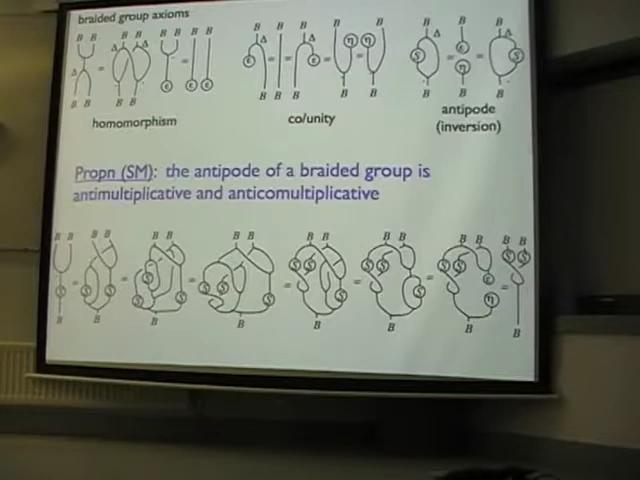 braided group axioms
B B B B B B B B B B B B B B B
Δ Δ Δ Δ Δ Δ
η η S ε S
ε ε ε ε ε η
B B B B B B B B B B B B B
homomorphism
co/unity
antipode
(inversion)
Propn (SM): the antipode of a braided group is
antimultiplicative and anticomultiplicative
B B B B B B B B B B B B B B B B
B B B B B B B B